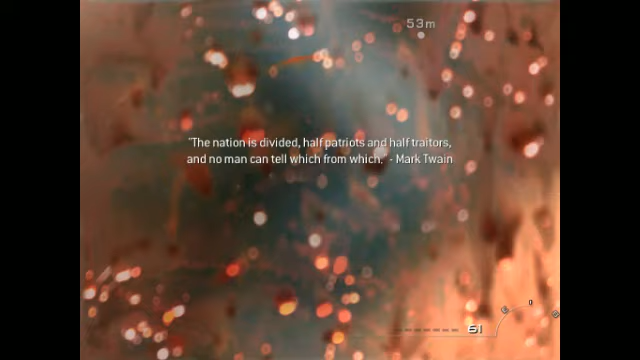 53m
"The nation is divided, half patriots and half traitors,
and no man can tell which from which." - Mark Twain
61